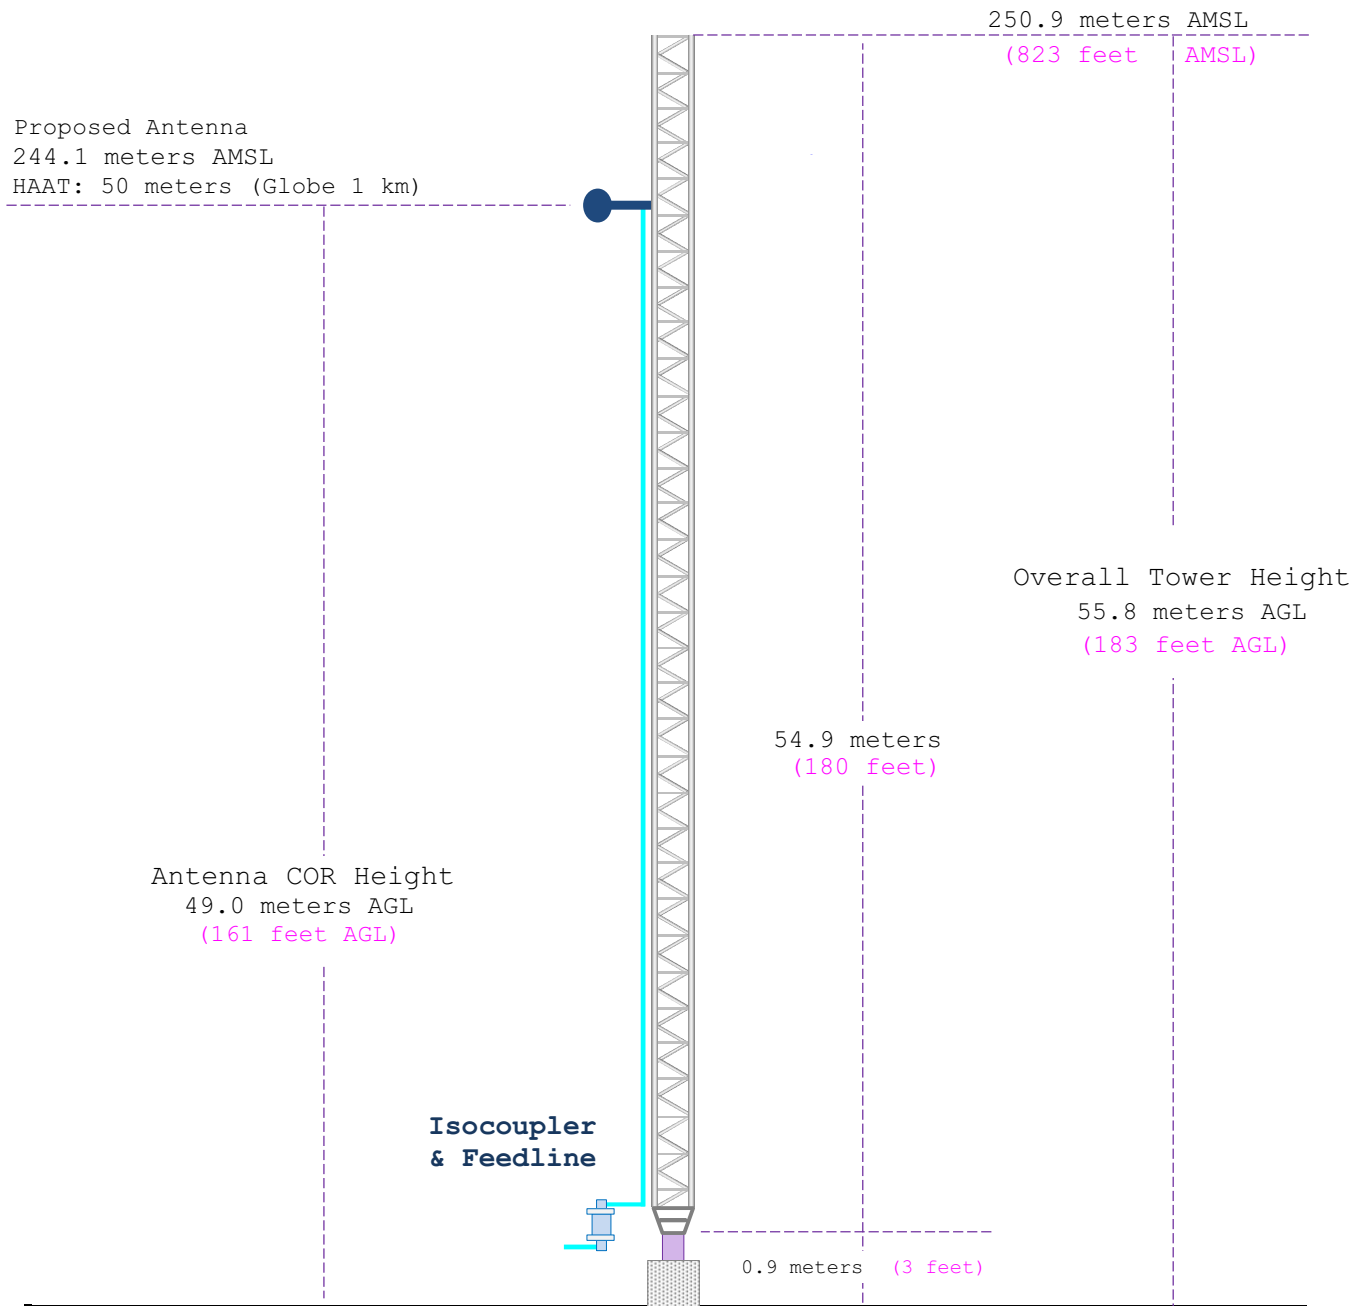 250.9 meters AMSL
(823 feet AMSL)
Proposed Antenna
244.1 meters AMSL
HAAT: 50 meters (Globe 1 km)
Overall Tower Height
55.8 meters AGL
(183 feet AGL)
54.9 meters
(180 feet)
Antenna COR Height
49.0 meters AGL
(161 feet AGL)
Isocoupler
& Feedline
0.9 meters (3 feet)